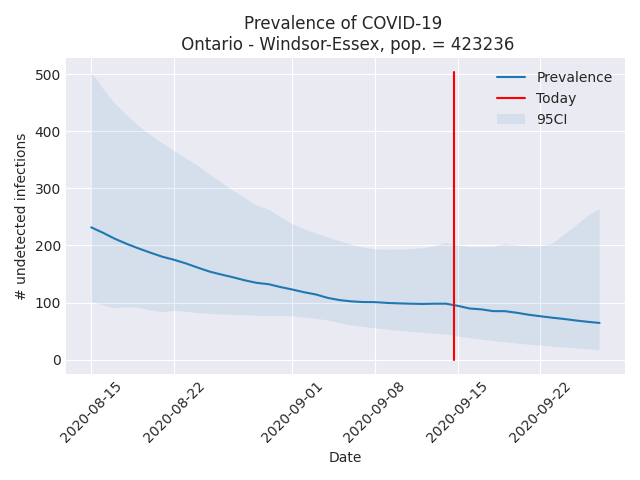 Prevalence of COVID-19
Ontario - Windsor-Essex, pop. = 423236
Prevalence
Today
95CI
500
400
300
200
100
0
# undetected infections
2020-08-15
2020-08-22
2020-09-01
2020-09-08
2020-09-15
2020-09-22
Date